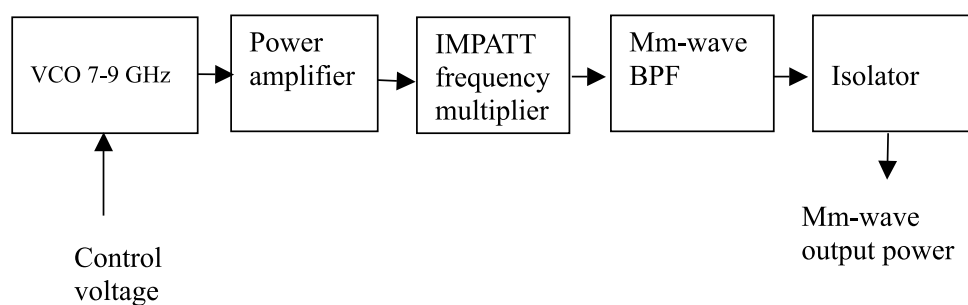 VCO 7-9 GHz
Power
amplifier
IMPATT
frequency
multiplier
Mm-wave
BPF
Isolator
Control
voltage
Mm-wave
output power